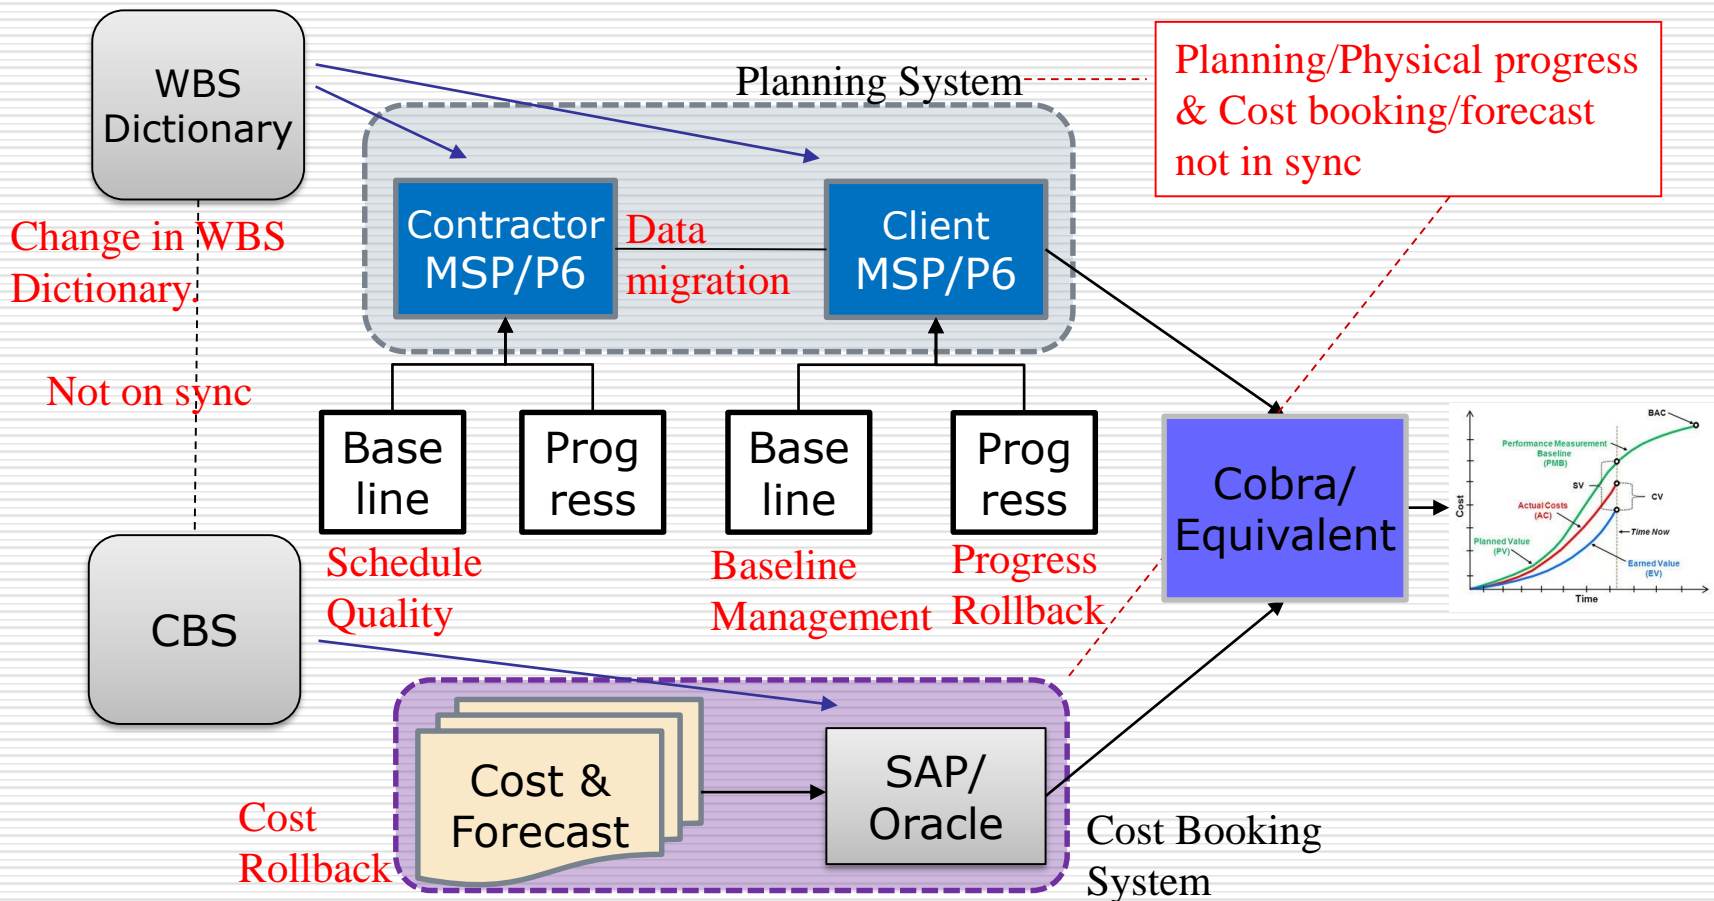 WBS
Dictionary
Planning System
Planning/Physical progress
& Cost booking/forecast
not in sync
Contractor
MSP/P6
Data
migration
Client
MSP/P6
Change in WBS
Dictionary.
Not on sync
Base
line
Prog
ress
Base
line
Prog
ress
Schedule
Quality
Baseline
Management
Progress
Rollback
Cobra/
Equivalent
BAC
Performance Measurement
Baseline
(PMB)
SV
CV
Actual Costs
(AC)
Cost
Time Now
Planned Value
(PV)
Earned Value
(EV)
Time
CBS
Cost &
Forecast
SAP/
Oracle
Cost
Rollback
Cost Booking
System